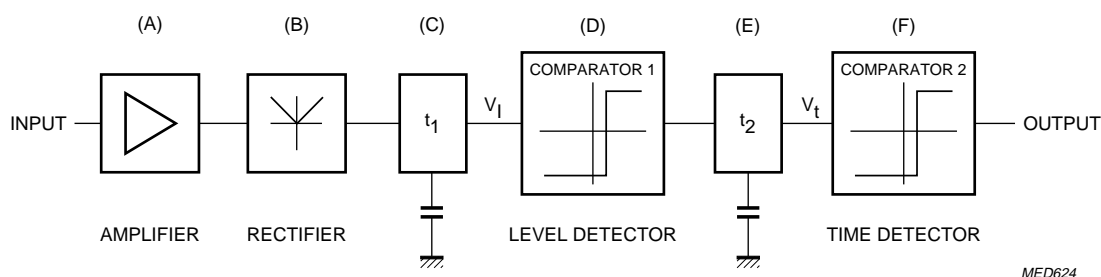 (A) (B) (C) (D) (E) (F)
COMPARATOR 1 COMPARATOR 2
INPUT t1 VI t2 Vt OUTPUT
AMPLIFIER RECTIFIER LEVEL DETECTOR TIME DETECTOR
MED624